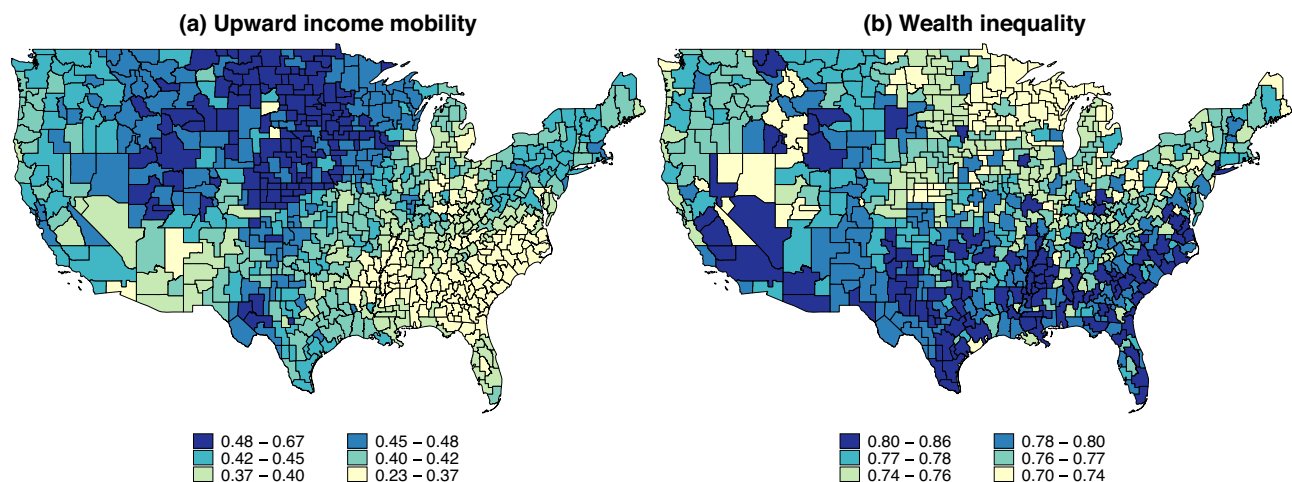 (a) Upward income mobility
(b) Wealth inequality
0.48 – 0.67
0.45 – 0.48
0.42 – 0.45
0.40 – 0.42
0.37 – 0.40
0.23 – 0.37
0.80 – 0.86
0.78 – 0.80
0.77 – 0.78
0.76 – 0.77
0.74 – 0.76
0.70 – 0.74